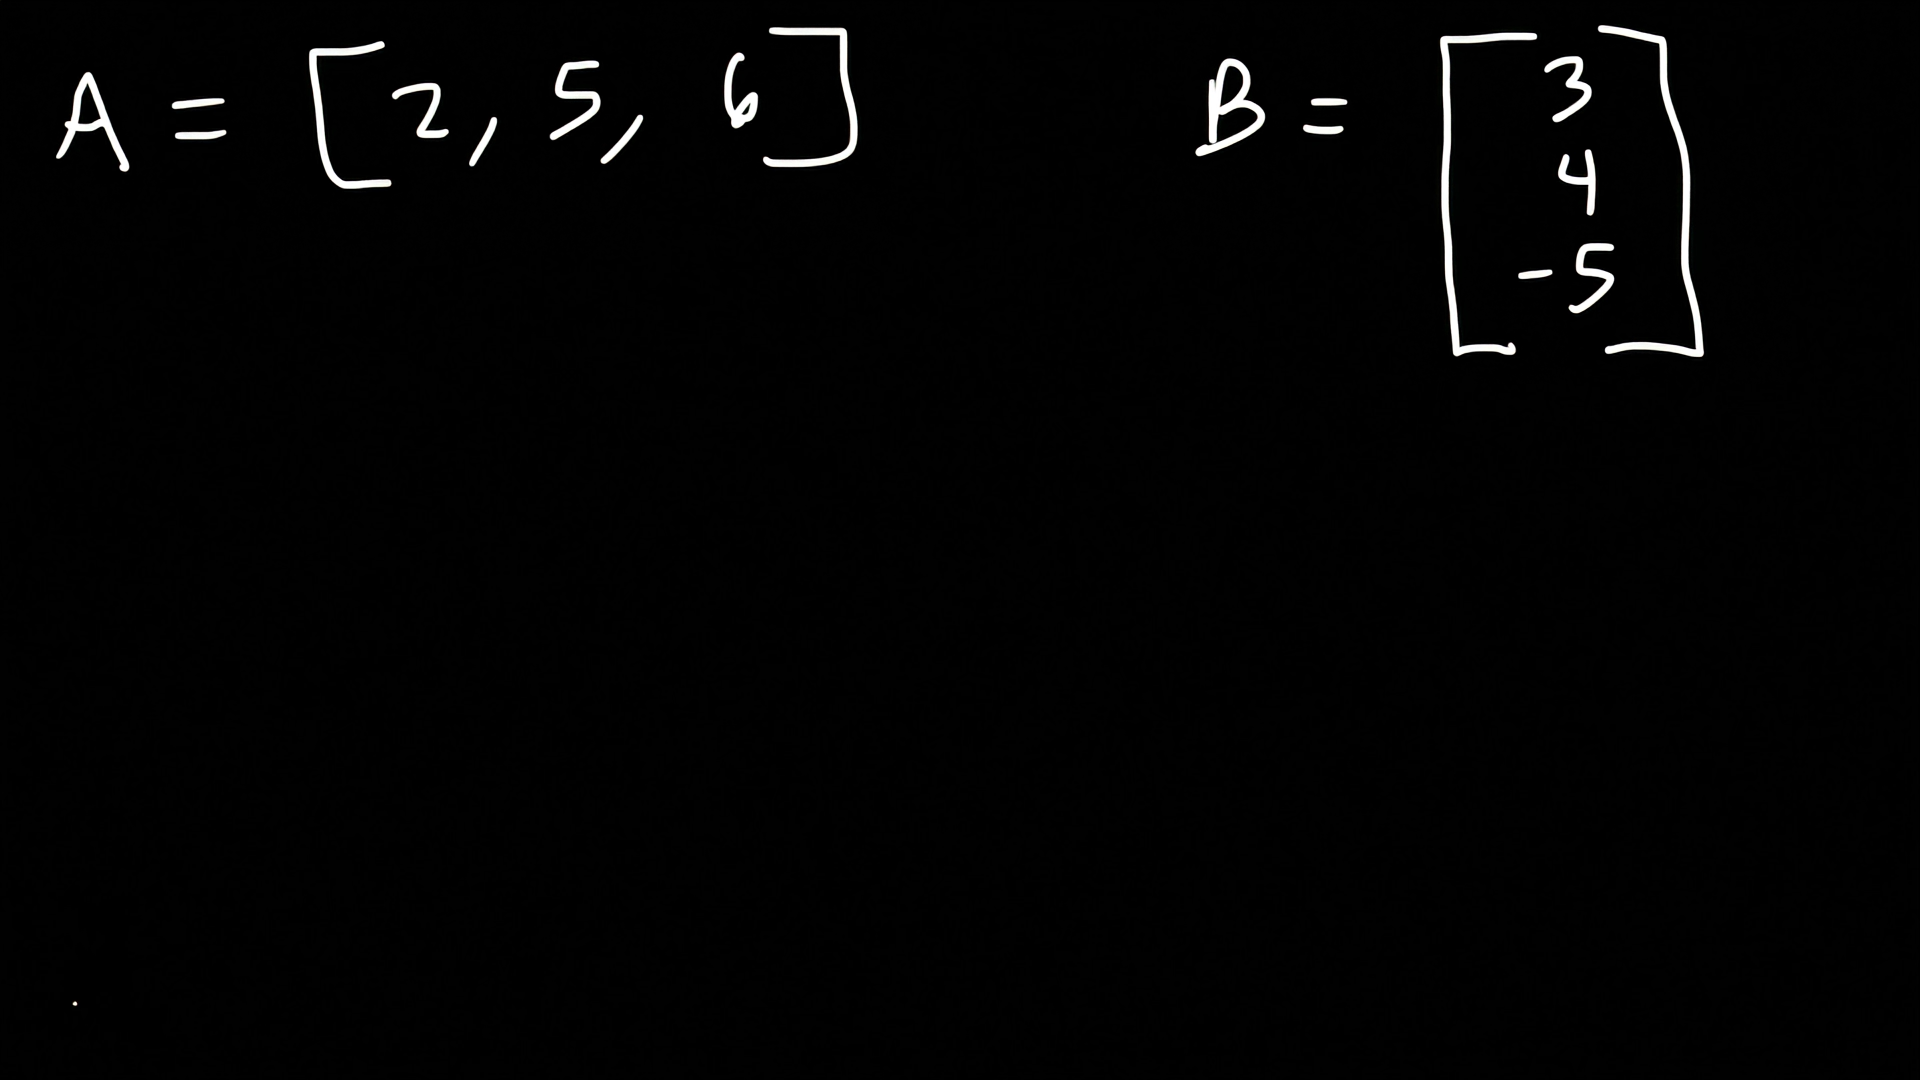 A = [2, 5, 6]
B = [3
4
-5]